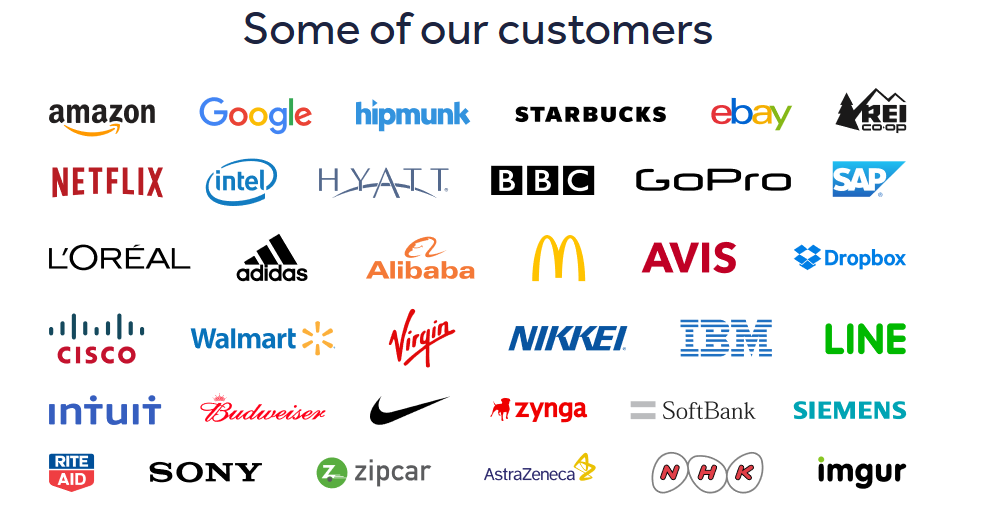 Some of our customers
amazon Google hipmunk STARBUCKS ebay REI
co·op
NETFLIX intel HYATT® BBC GoPro SAP®
L'ORÉAL adidas Alibaba M AVIS Dropbox
CISCO Walmart Virgin NIKKEI® IBM LINE
intuit Budweiser zynga SoftBank SIEMENS
RITE
AID SONY Z zipcar AstraZeneca NHK imgur